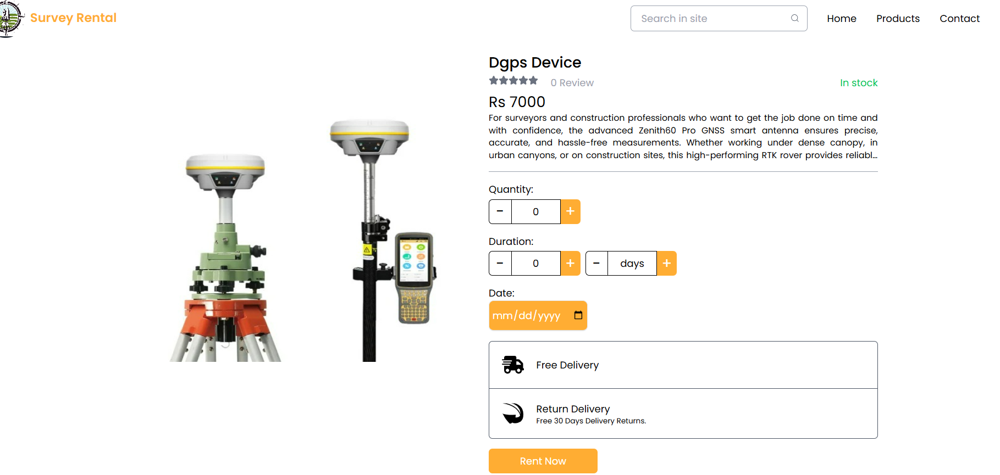 Survey Rental
Search in site
Home
Products
Contact
Dgps Device
0 Review
In stock
Rs 7000
For surveyors and construction professionals who want to get the job done on time and
with confidence, the advanced Zenith60 Pro GNSS smart antenna ensures precise,
accurate, and hassle-free measurements. Whether working under dense canopy, in
urban canyons, or on construction sites, this high-performing RTK rover provides reliabl...
Quantity:
- 0 +
Duration:
- 0 + - days +
Date:
mm/dd/yyyy
Free Delivery
Return Delivery
Free 30 Days Delivery Returns.
Rent Now